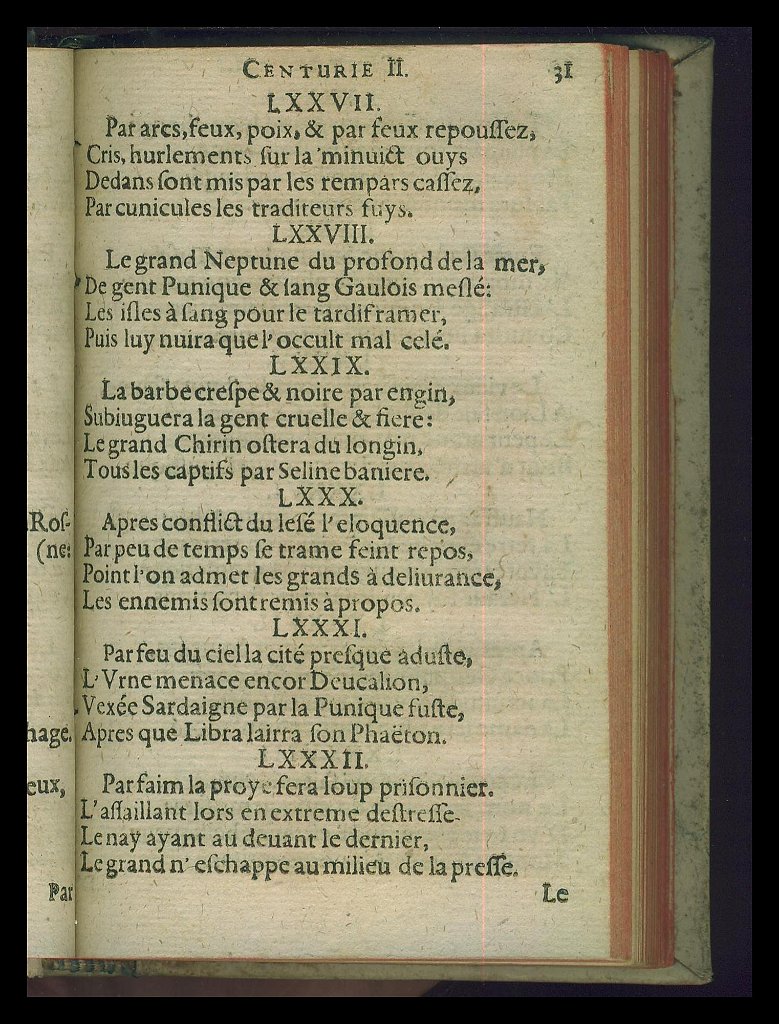 Roſ-
(ne:
hage.
eux,
Par
CENTURIE II. 31
LXXVII.
Par arcs, feux, poix, & par feux repouſſez,
Cris, hurlements ſur la minuict ouys
Dedans ſont mis par les rempars caſſez,
Par cunicules les traditeurs fuys.
LXXVIII.
Le grand Neptune du profond de la mer,
De gent Punique & ſang Gaulois meſlé:
Les iſles à ſang pour le tardif ramer,
Puis luy nuira que l'occult mal celé.
LXXIX.
La barbe creſpe & noire par engin,
Subiuguera la gent cruelle & fiere:
Le grand Chirin oſtera du longin,
Tous les captifs par Seline baniere.
LXXX.
Apres conflict du leſé l'eloquence,
Par peu de temps ſe trame feint repos,
Point l'on admet les grands à deliurance,
Les ennemis ſont remis à propos.
LXXXI.
Par feu du ciel la cité preſque aduſte,
L'Vrne menace encor Deucalion,
Vexée Sardaigne par la Punique fuſte,
Apres que Libra lairra ſon Phaëton.
LXXXII.
Par faim la proye fera loup priſonnier.
L'aſſaillant lors en extreme deſtreſſe.
Le nay ayant au deuant le dernier,
Le grand n'eſchappe au milieu de la preſſe.
Le